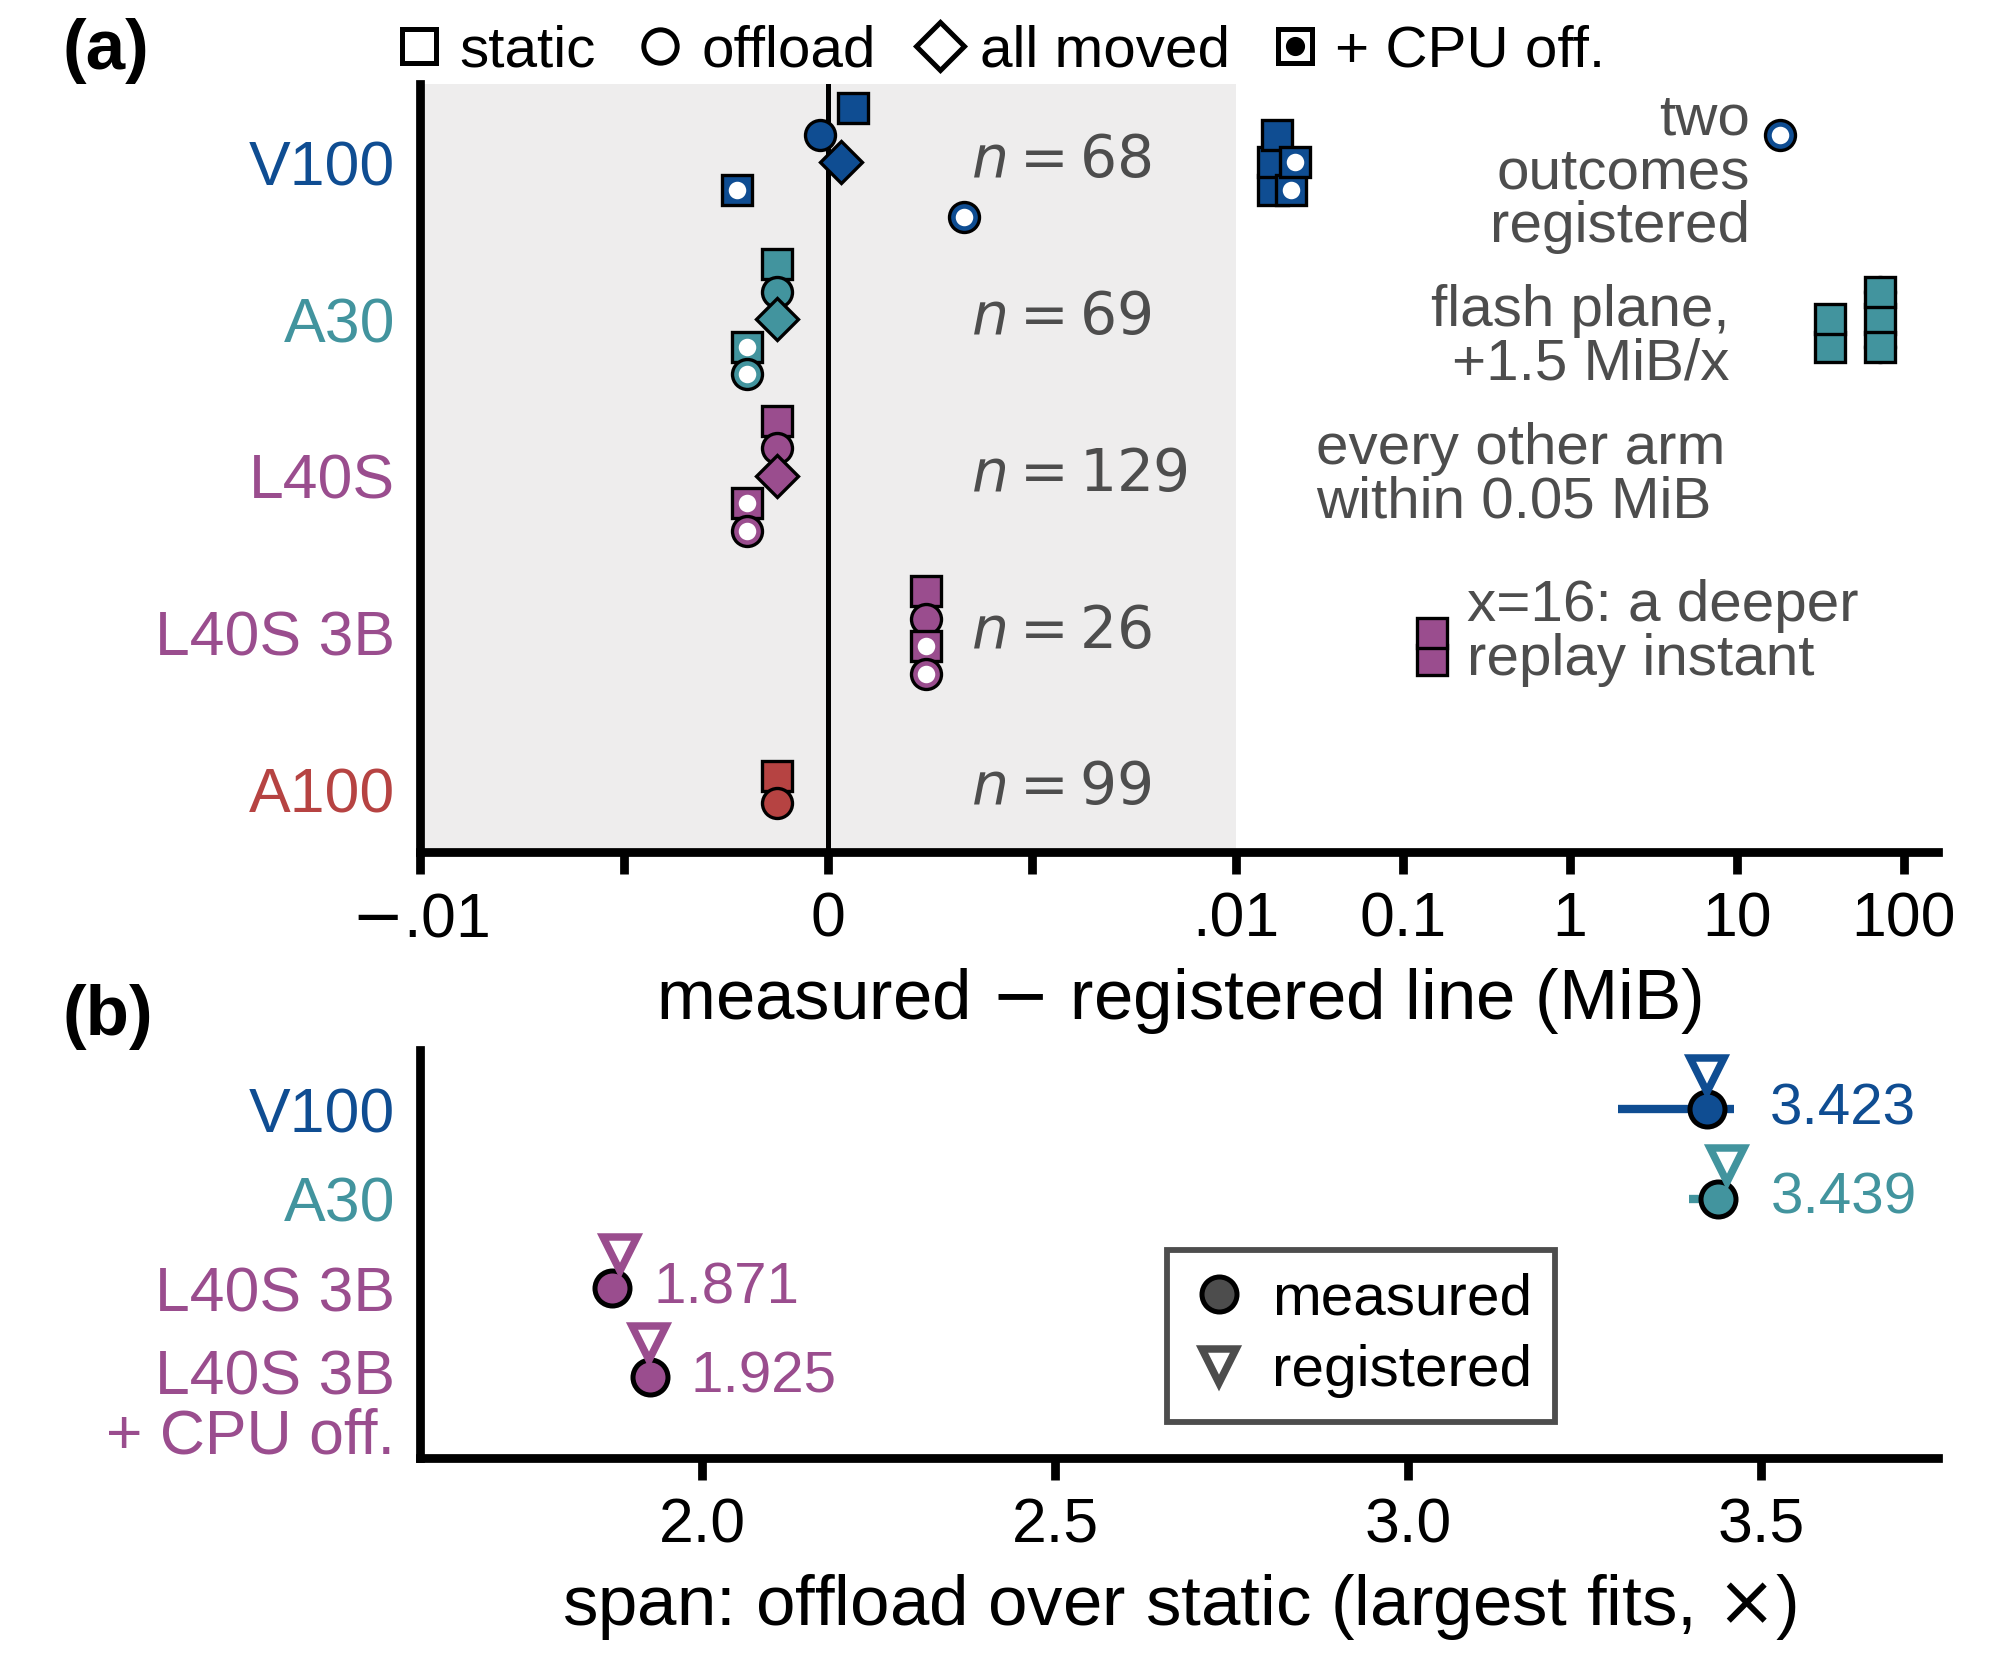 (a)
static offload all moved + CPU off.
V100
n = 68
two
outcomes
registered
A30
n = 69
flash plane,
+1.5 MiB/x
L40S
n = 129
every other arm
within 0.05 MiB
L40S 3B
n = 26
x=16: a deeper
replay instant
A100
n = 99
−.01 0 .01 0.1 1 10 100
measured − registered line (MiB)
(b)
V100
3.423
A30
3.439
L40S 3B
1.871
L40S 3B
+ CPU off.
1.925
measured
registered
2.0 2.5 3.0 3.5
span: offload over static (largest fits, ×)